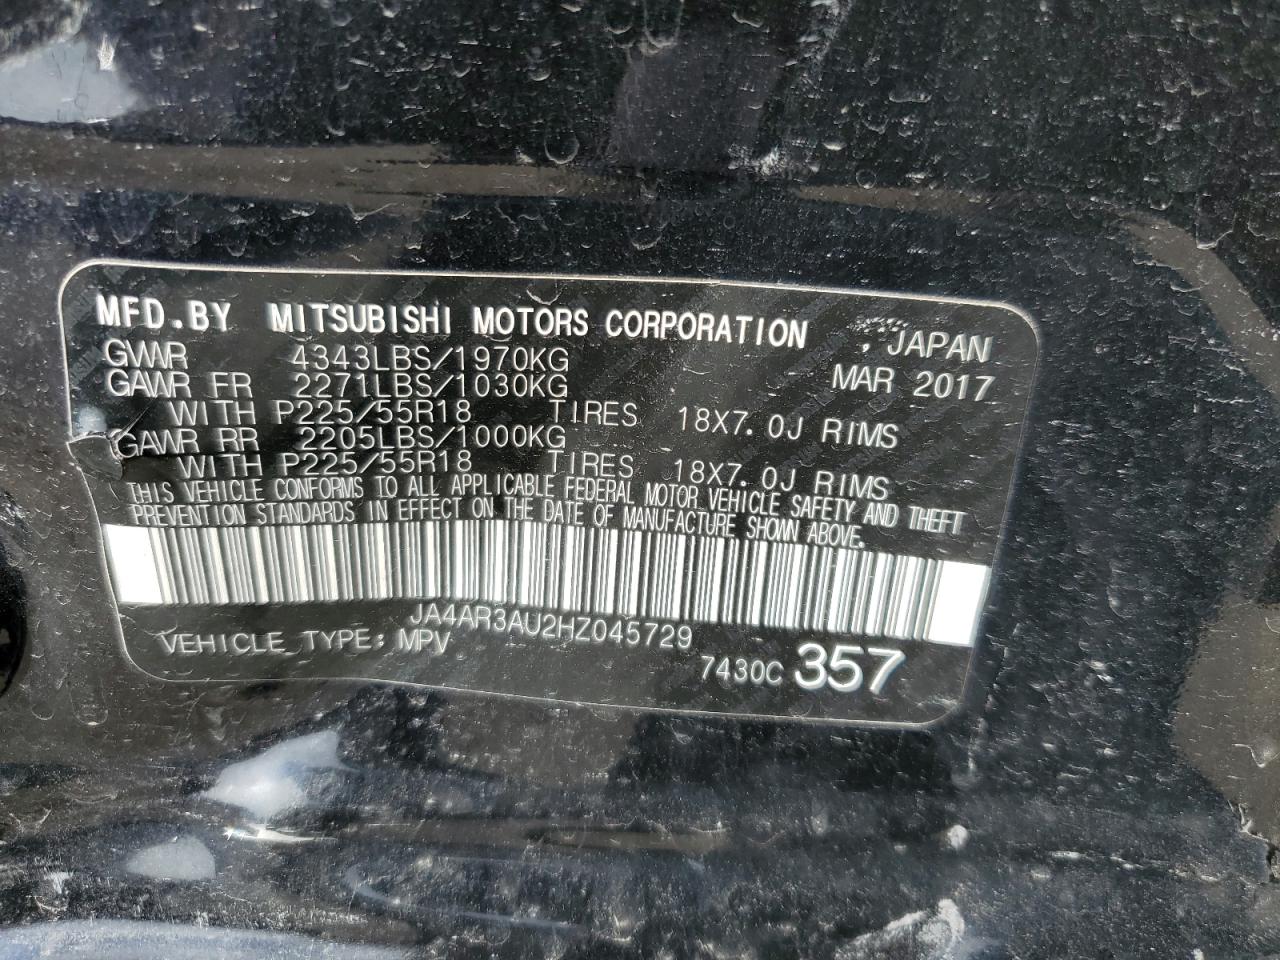 MFD.BY MITSUBISHI MOTORS CORPORATION , JAPAN
GVWR 4343LBS/1970KG MAR 2017
GAWR FR 2271LBS/1030KG
WITH P225/55R18 TIRES 18X7.0J RIMS
GAWR RR 2205LBS/1000KG
WITH P225/55R18 TIRES 18X7.0J RIMS
THIS VEHICLE CONFORMS TO ALL APPLICABLE FEDERAL MOTOR VEHICLE SAFETY AND THEFT
PREVENTION STANDARDS IN EFFECT ON THE DATE OF MANUFACTURE SHOWN ABOVE.
JA4AR3AU2HZ045729
VEHICLE TYPE: MPV
7430C 357